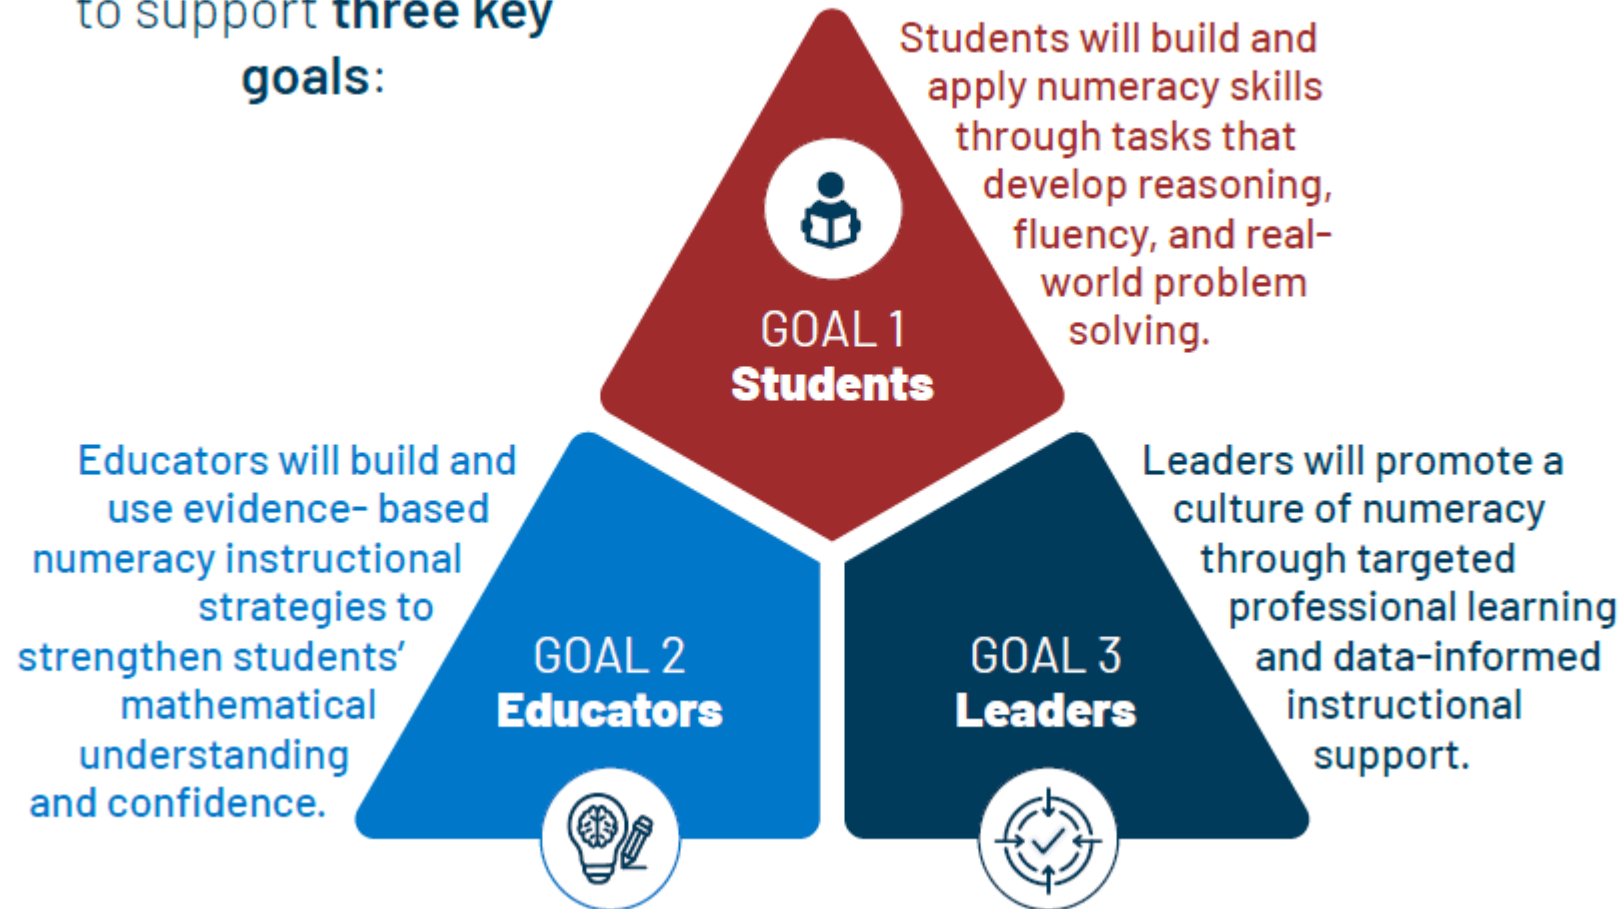 to support three key
goals:
Students will build and
apply numeracy skills
through tasks that
develop reasoning,
fluency, and real-
world problem
solving.
GOAL 1
Students
Educators will build and
use evidence- based
numeracy instructional
strategies to
strengthen students’
mathematical
understanding
and confidence.
GOAL 2
Educators
Leaders will promote a
culture of numeracy
through targeted
professional learning
and data-informed
instructional
support.
GOAL 3
Leaders